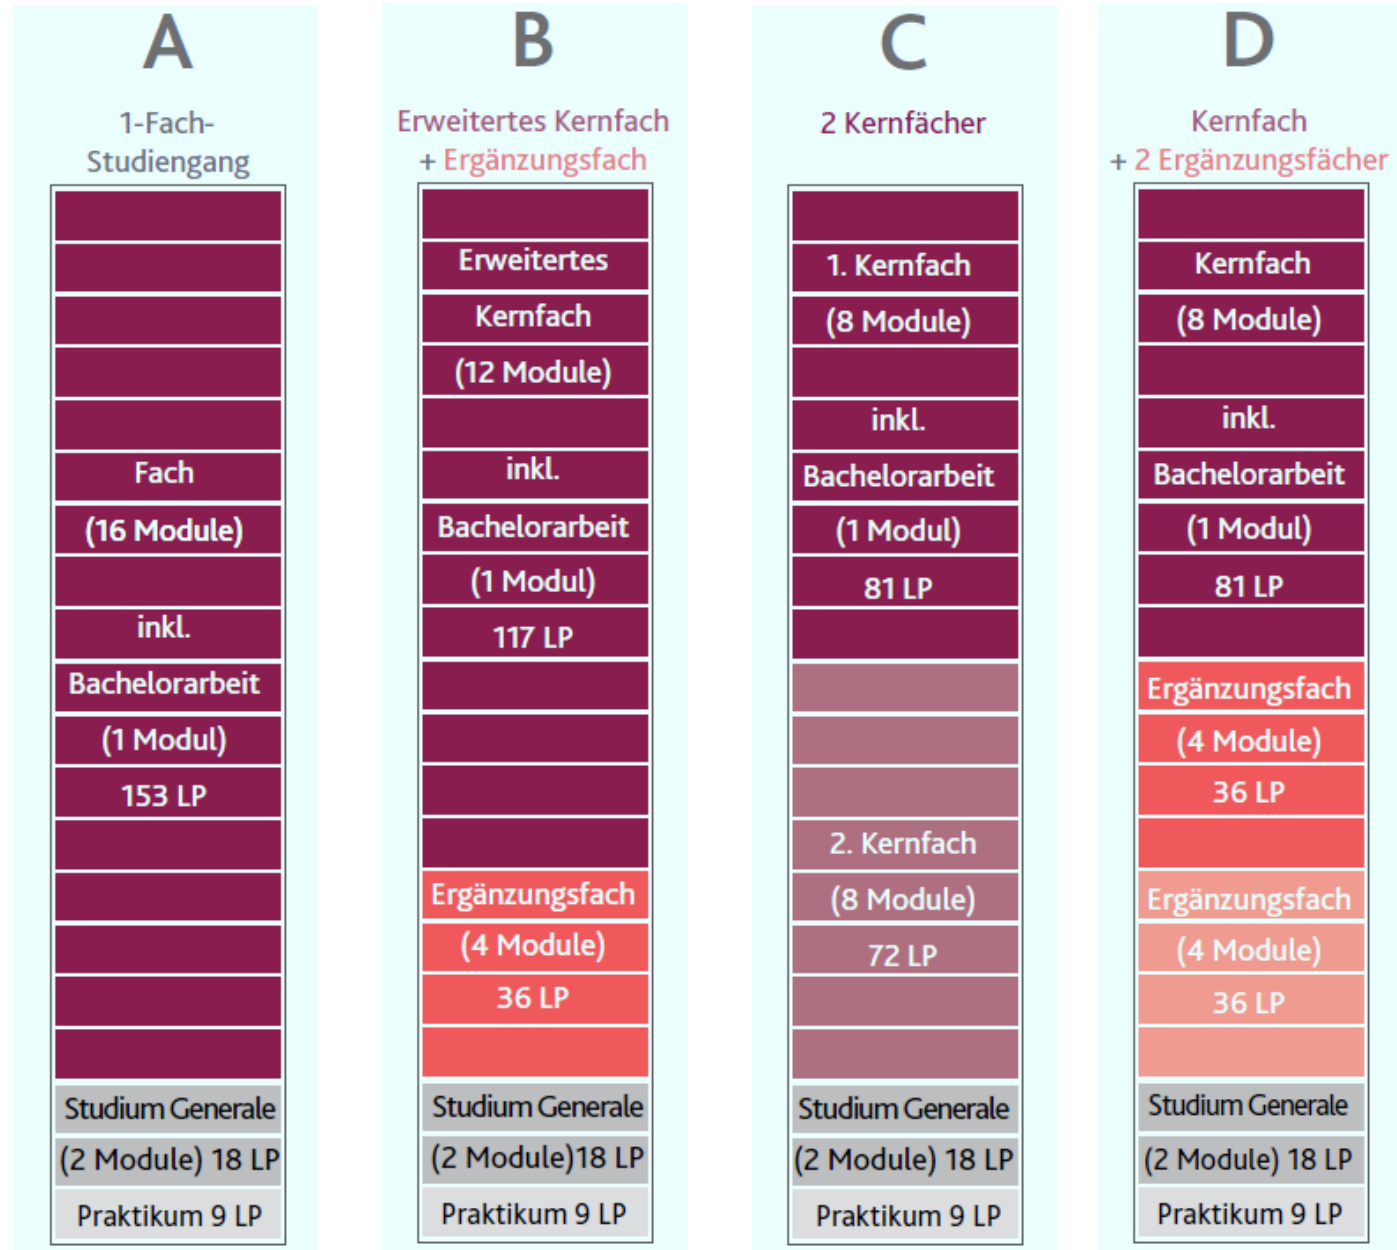 A
1-Fach-
Studiengang
Fach
(16 Module)
inkl.
Bachelorarbeit
(1 Modul)
153 LP
Studium Generale
(2 Module) 18 LP
Praktikum 9 LP
B
Erweitertes Kernfach
+ Ergänzungsfach
Erweitertes
Kernfach
(12 Module)
inkl.
Bachelorarbeit
(1 Modul)
117 LP
Ergänzungsfach
(4 Module)
36 LP
Studium Generale
(2 Module)18 LP
Praktikum 9 LP
C
2 Kernfächer
1. Kernfach
(8 Module)
inkl.
Bachelorarbeit
(1 Modul)
81 LP
2. Kernfach
(8 Module)
72 LP
Studium Generale
(2 Module) 18 LP
Praktikum 9 LP
D
Kernfach
+ 2 Ergänzungsfächer
Kernfach
(8 Module)
inkl.
Bachelorarbeit
(1 Modul)
81 LP
Ergänzungsfach
(4 Module)
36 LP
Ergänzungsfach
(4 Module)
36 LP
Studium Generale
(2 Module) 18 LP
Praktikum 9 LP